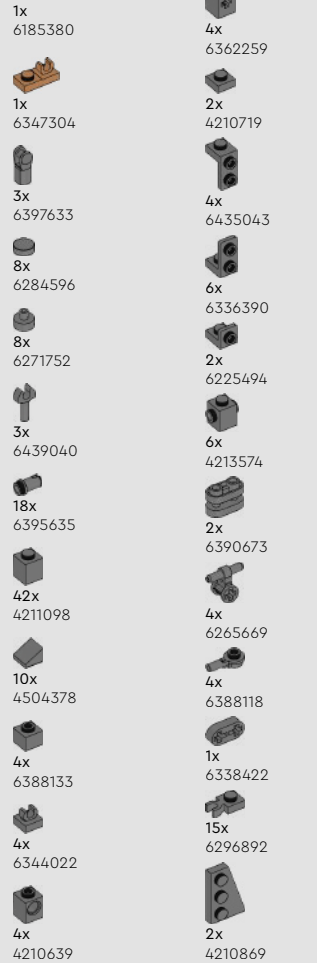 1x
6185380
1x
6347304
3x
6397633
8x
6284596
8x
6271752
3x
6439040
18x
6395635
42x
4211098
10x
4504378
4x
6388133
4x
6344022
4x
4210639
4x
6362259
2x
4210719
4x
6435043
6x
6336390
2x
6225494
6x
4213574
2x
6390673
4x
6265669
4x
6388118
1x
6338422
15x
6296892
2x
4210869